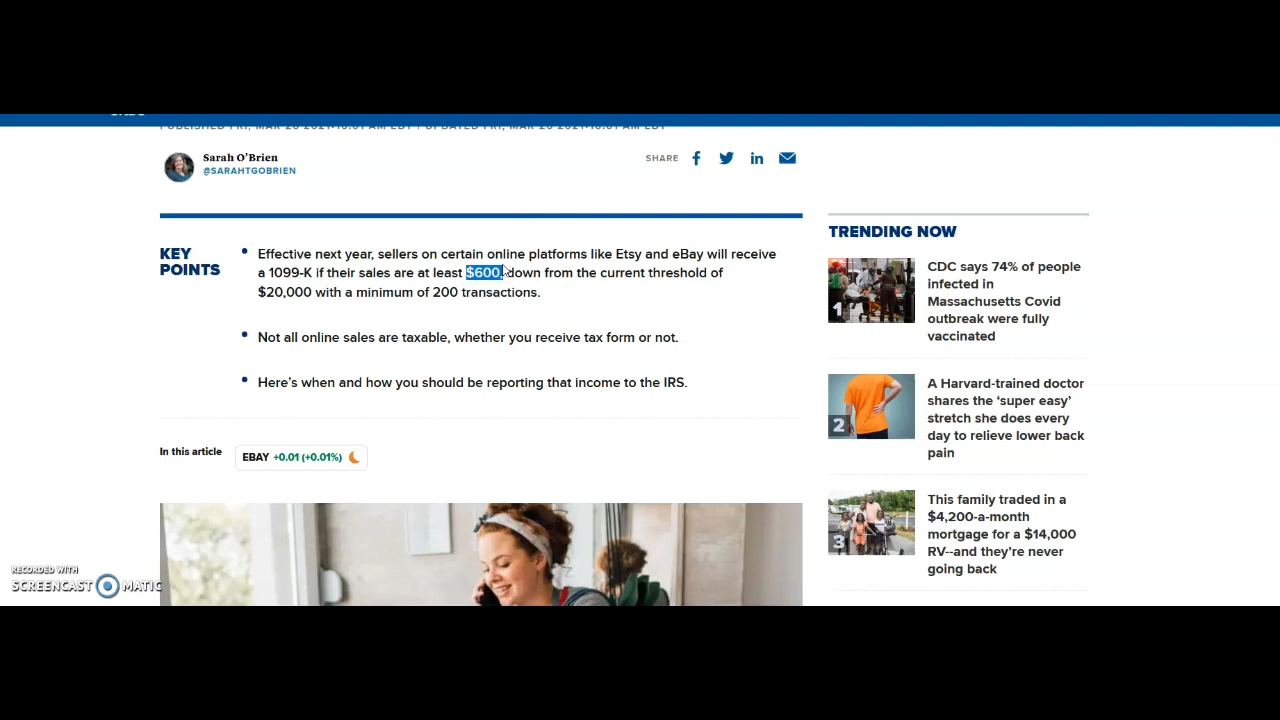 Sarah O'Brien
@SARAHTGOBRIEN
SHARE
KEY
POINTS
Effective next year, sellers on certain online platforms like Etsy and eBay will receive
a 1099-K if their sales are at least $600, down from the current threshold of
$20,000 with a minimum of 200 transactions.
Not all online sales are taxable, whether you receive tax form or not.
Here's when and how you should be reporting that income to the IRS.
In this article
EBAY +0.01 (+0.01%)
TRENDING NOW
1
CDC says 74% of people
infected in
Massachusetts Covid
outbreak were fully
vaccinated
2
A Harvard-trained doctor
shares the ‘super easy’
stretch she does every
day to relieve lower back
pain
3
This family traded in a
$4,200-a-month
mortgage for a $14,000
RV--and they're never
going back
RECORDED WITH
SCREENCAST MATIC